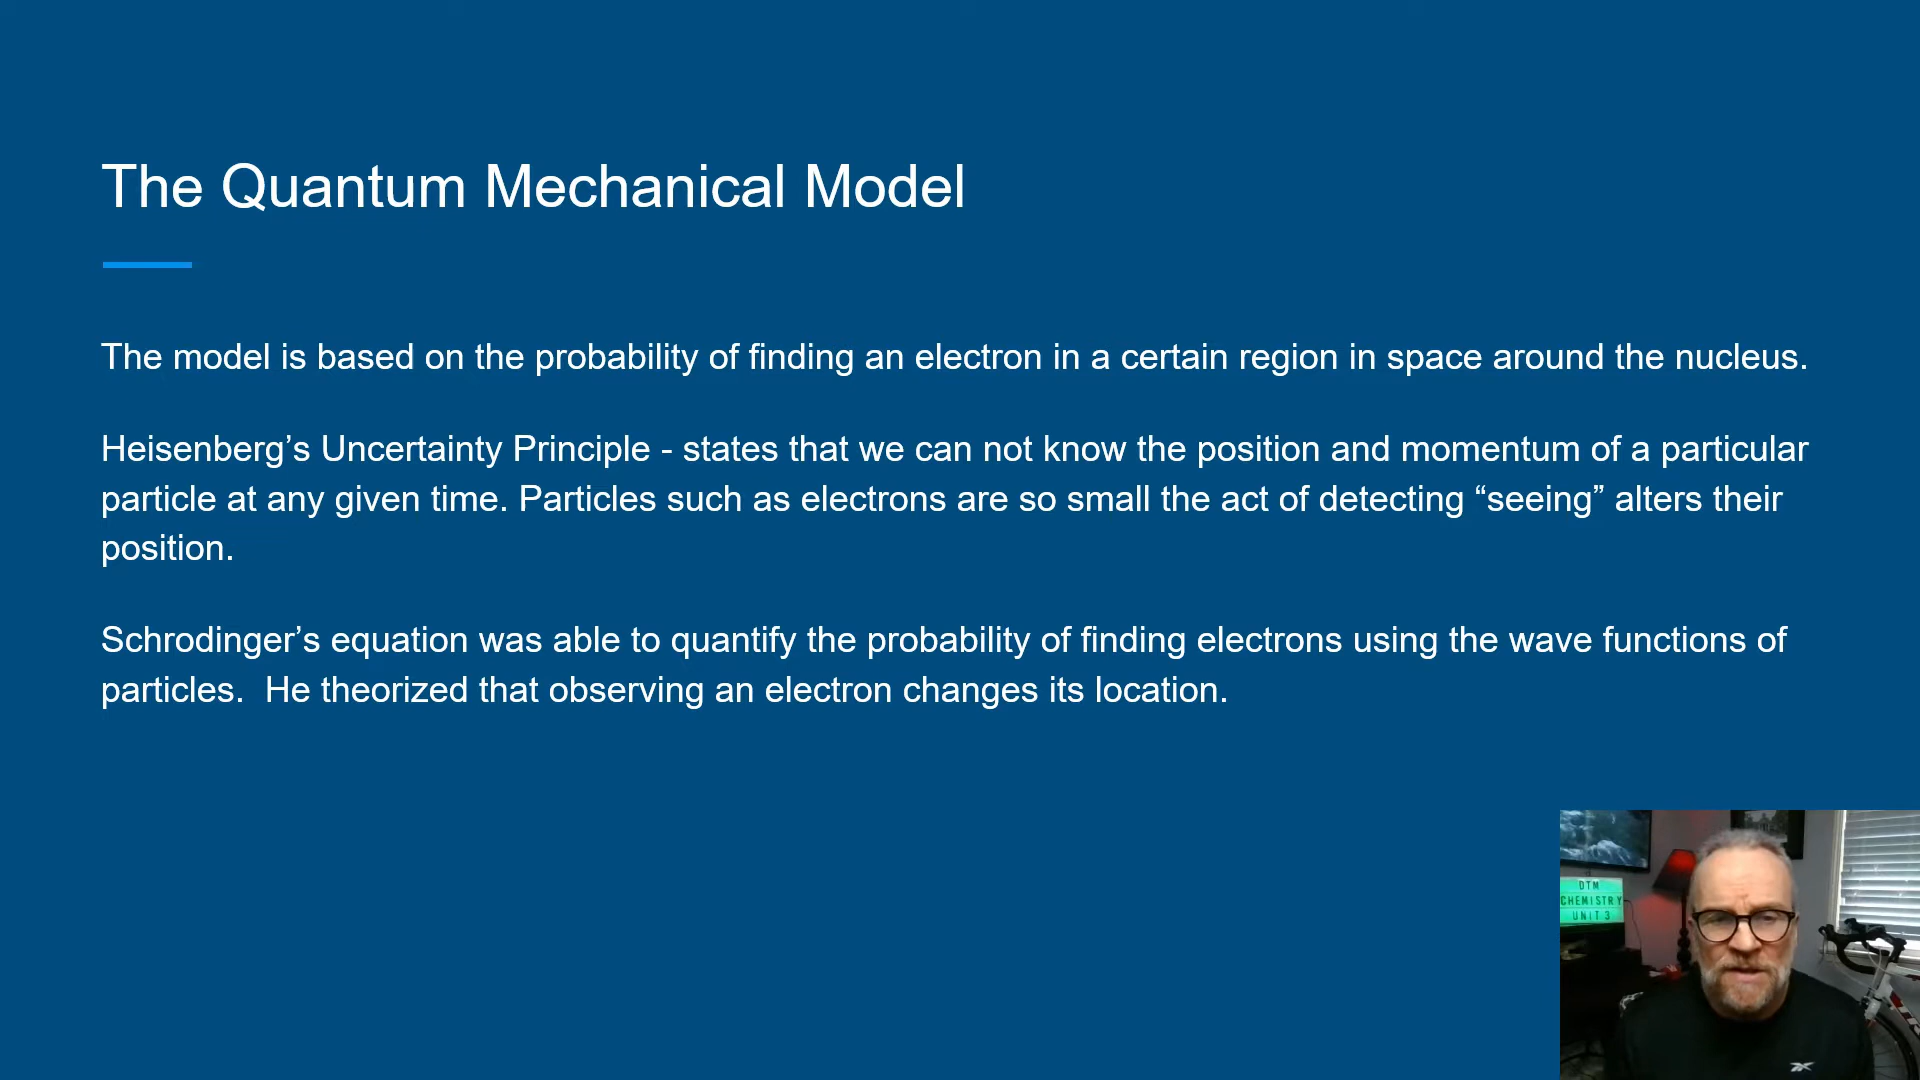 The Quantum Mechanical Model
The model is based on the probability of finding an electron in a certain region in space around the nucleus.
Heisenberg’s Uncertainty Principle - states that we can not know the position and momentum of a particular
particle at any given time. Particles such as electrons are so small the act of detecting “seeing” alters their
position.
Schrodinger’s equation was able to quantify the probability of finding electrons using the wave functions of
particles.  He theorized that observing an electron changes its location.
DTM
CHEMISTRY
UNIT 3